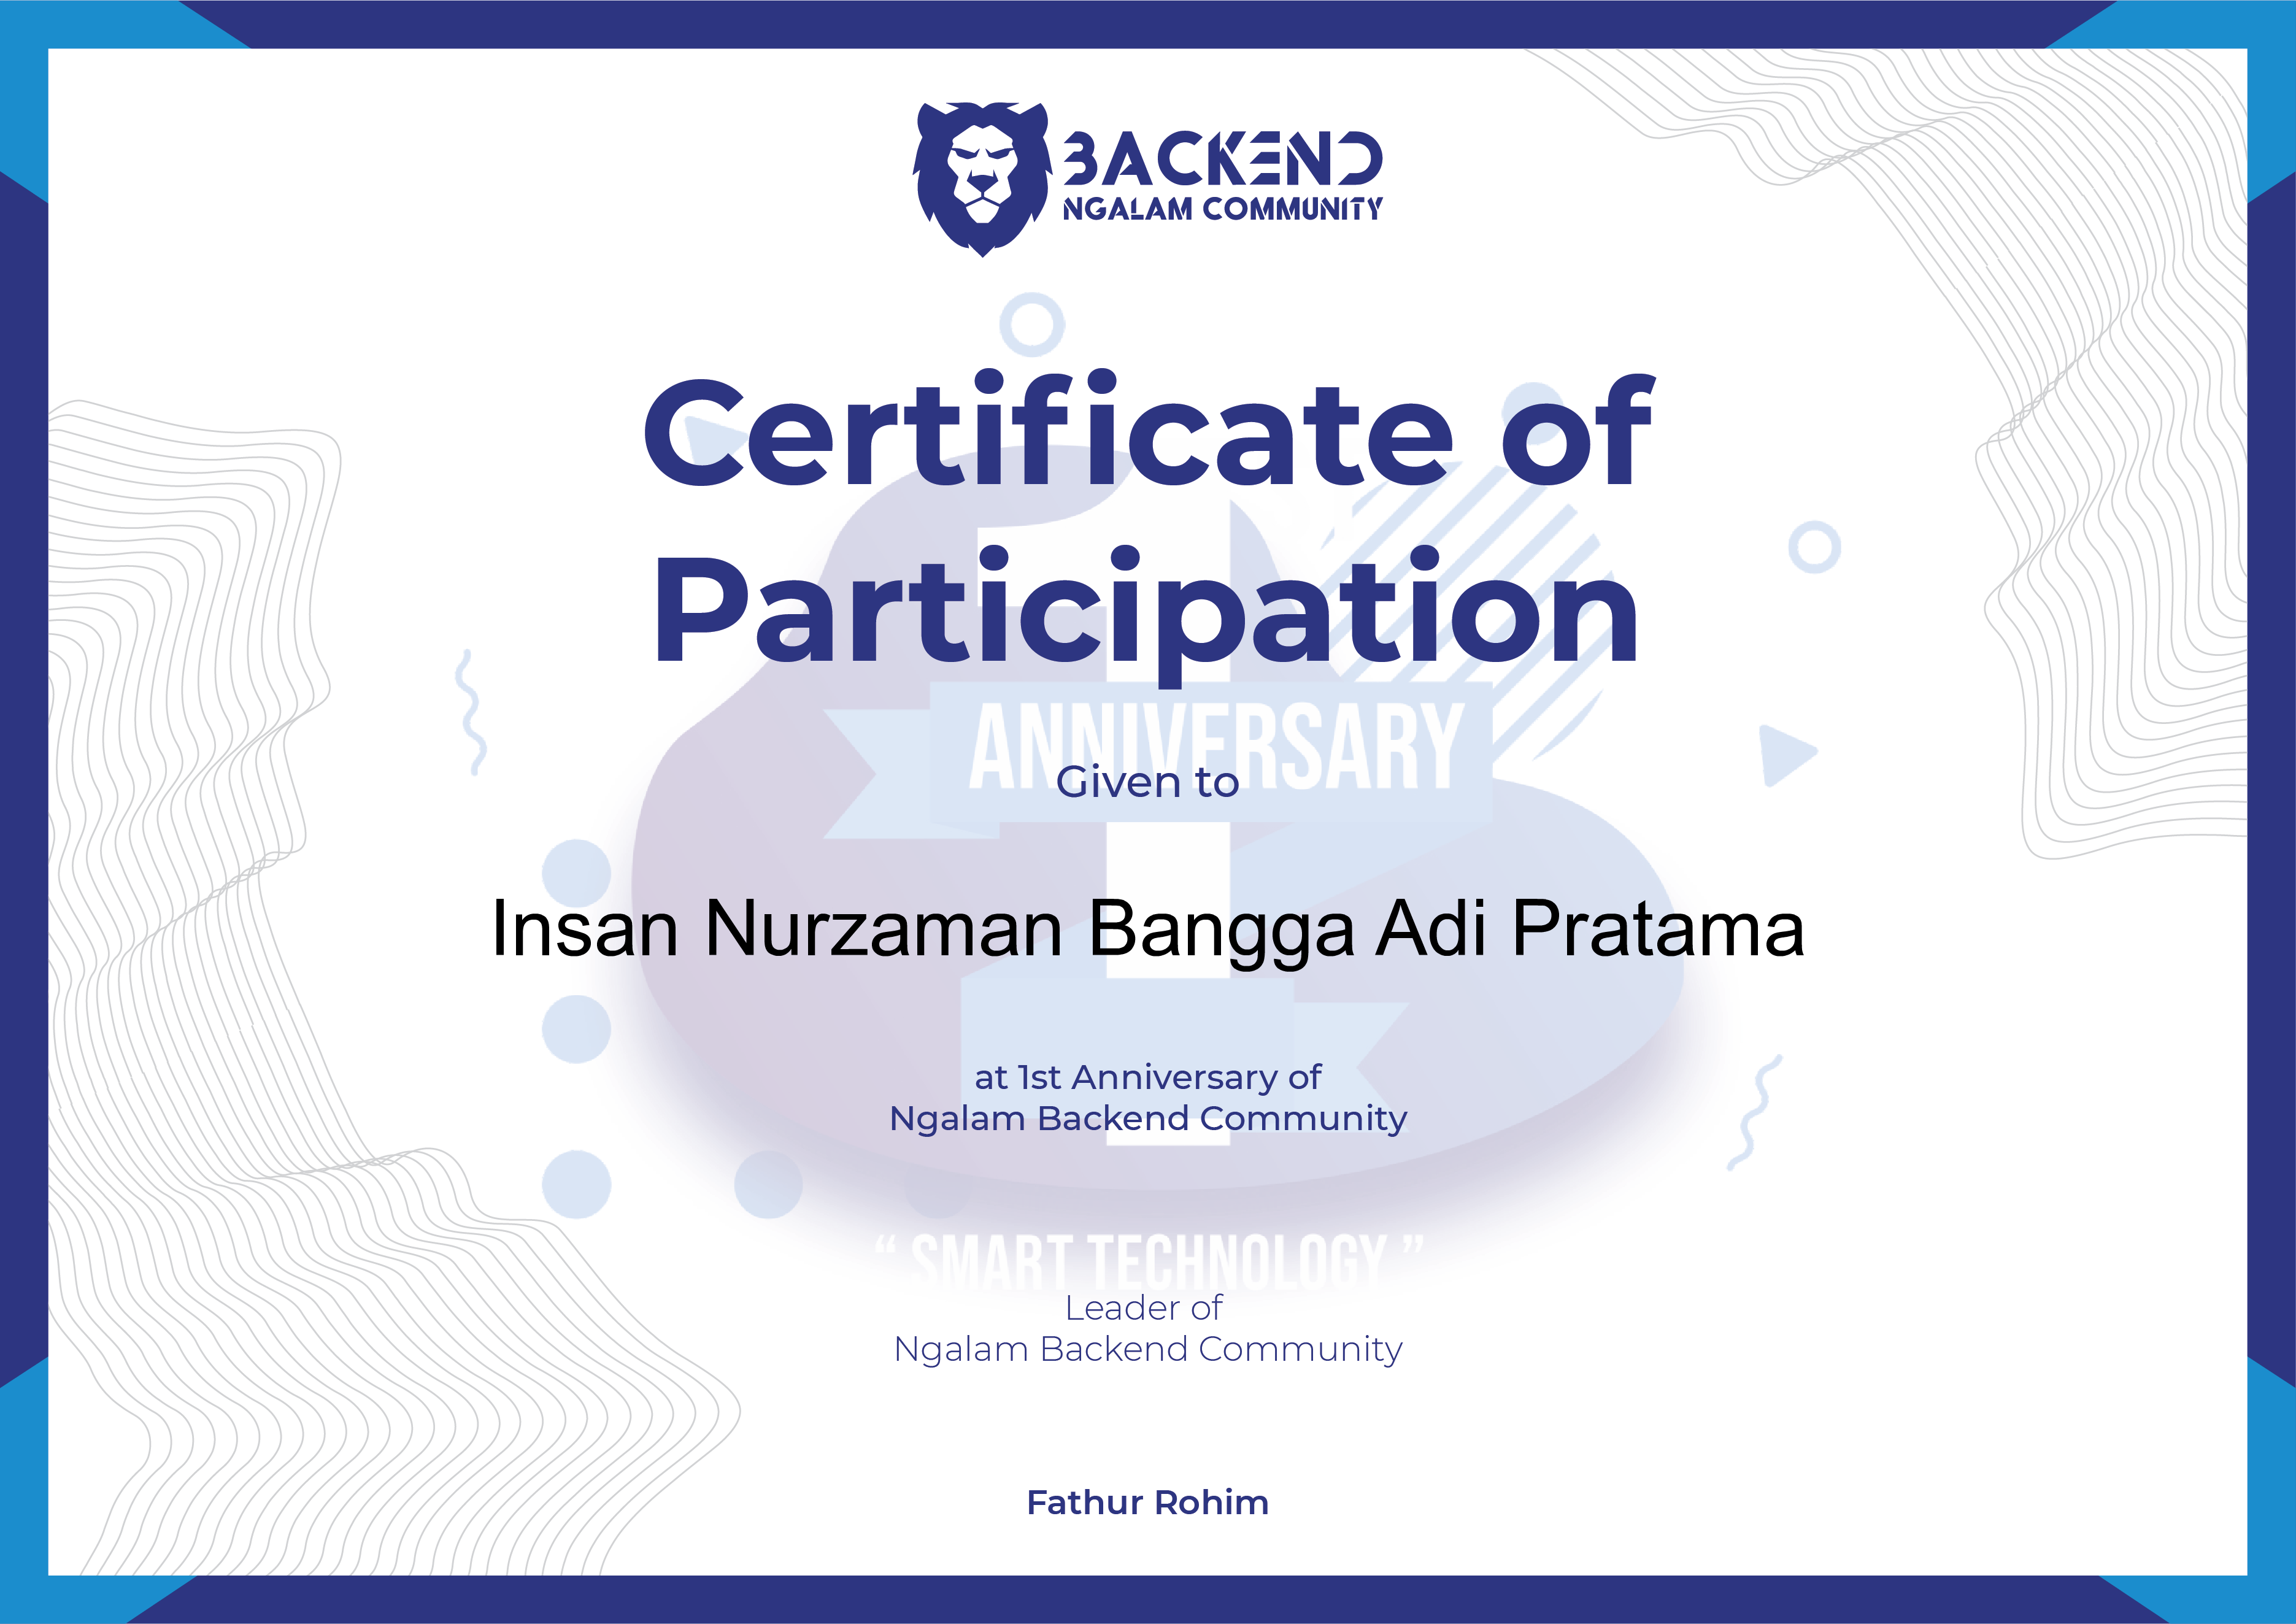 BACKEND
NGALAM COMMUNITY
Certificate of
Participation
ANNIVERSARY
Given to
Insan Nurzaman Bangga Adi Pratama
at 1st Anniversary of
Ngalam Backend Community
“ SMART TECHNOLOGY ”
Leader of
Ngalam Backend Community
Fathur Rohim